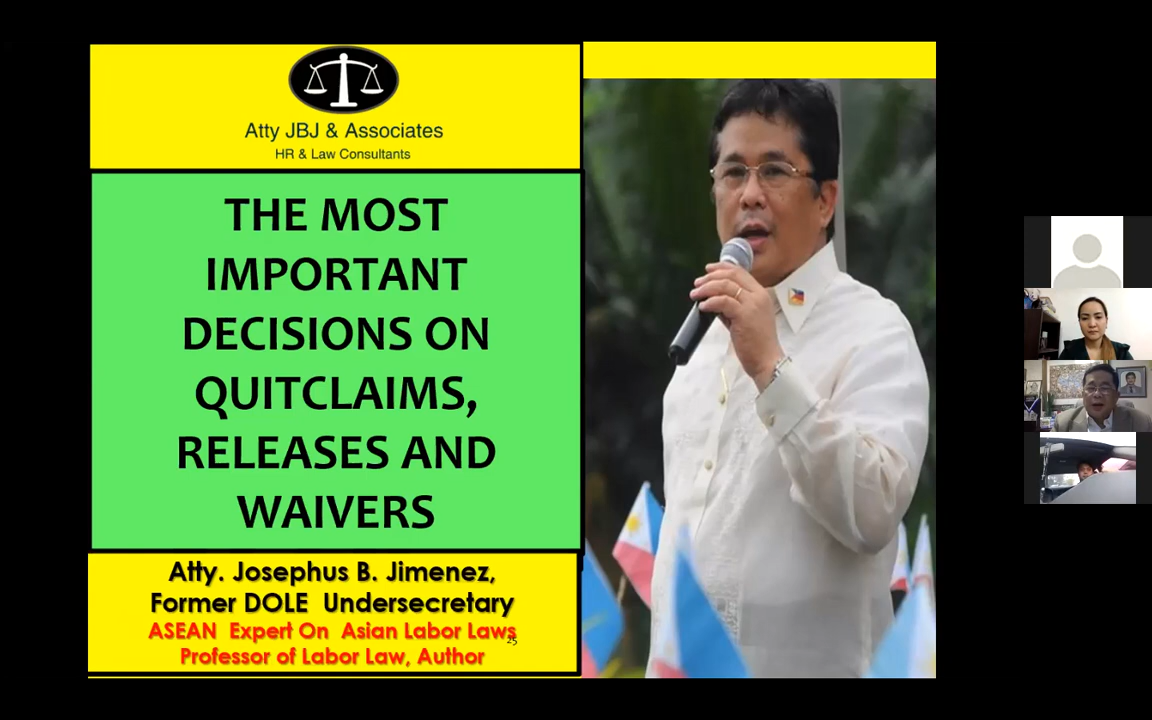 Atty JBJ & Associates
HR & Law Consultants
THE MOST
IMPORTANT
DECISIONS ON
QUITCLAIMS,
RELEASES AND
WAIVERS
Atty. Josephus B. Jimenez,
Former DOLE Undersecretary
ASEAN Expert On Asian Labor Laws
25
Professor of Labor Law, Author